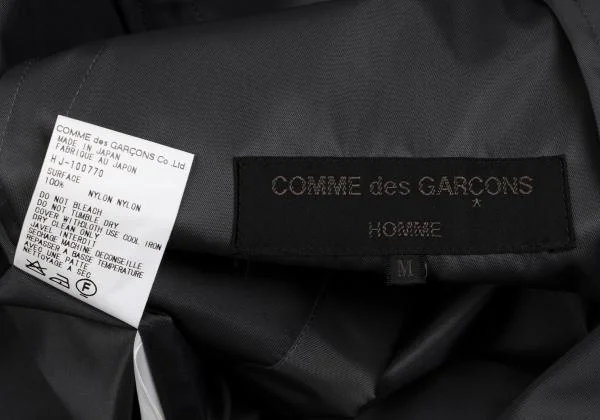 COMME des GARÇONS Co.,Ltd
MADE IN JAPAN
FABRIQUE AU JAPON
HJ-100770
SURFACE
100%
NYLON NYLON
DO NOT BLEACH
DO NOT TUMBLE DRY
COVER WITHCLOTH USE COOL IRON
DRY CLEAN ONLY
JAVEL INTERDIT
SECHAGE MACHINE DECONSEILLE
REPASSER A BASSE TEMPERATURE
AVEC UNE PATTE
NETTOYAGE A SEC
F
COMME des GARÇONS
HOMME
M